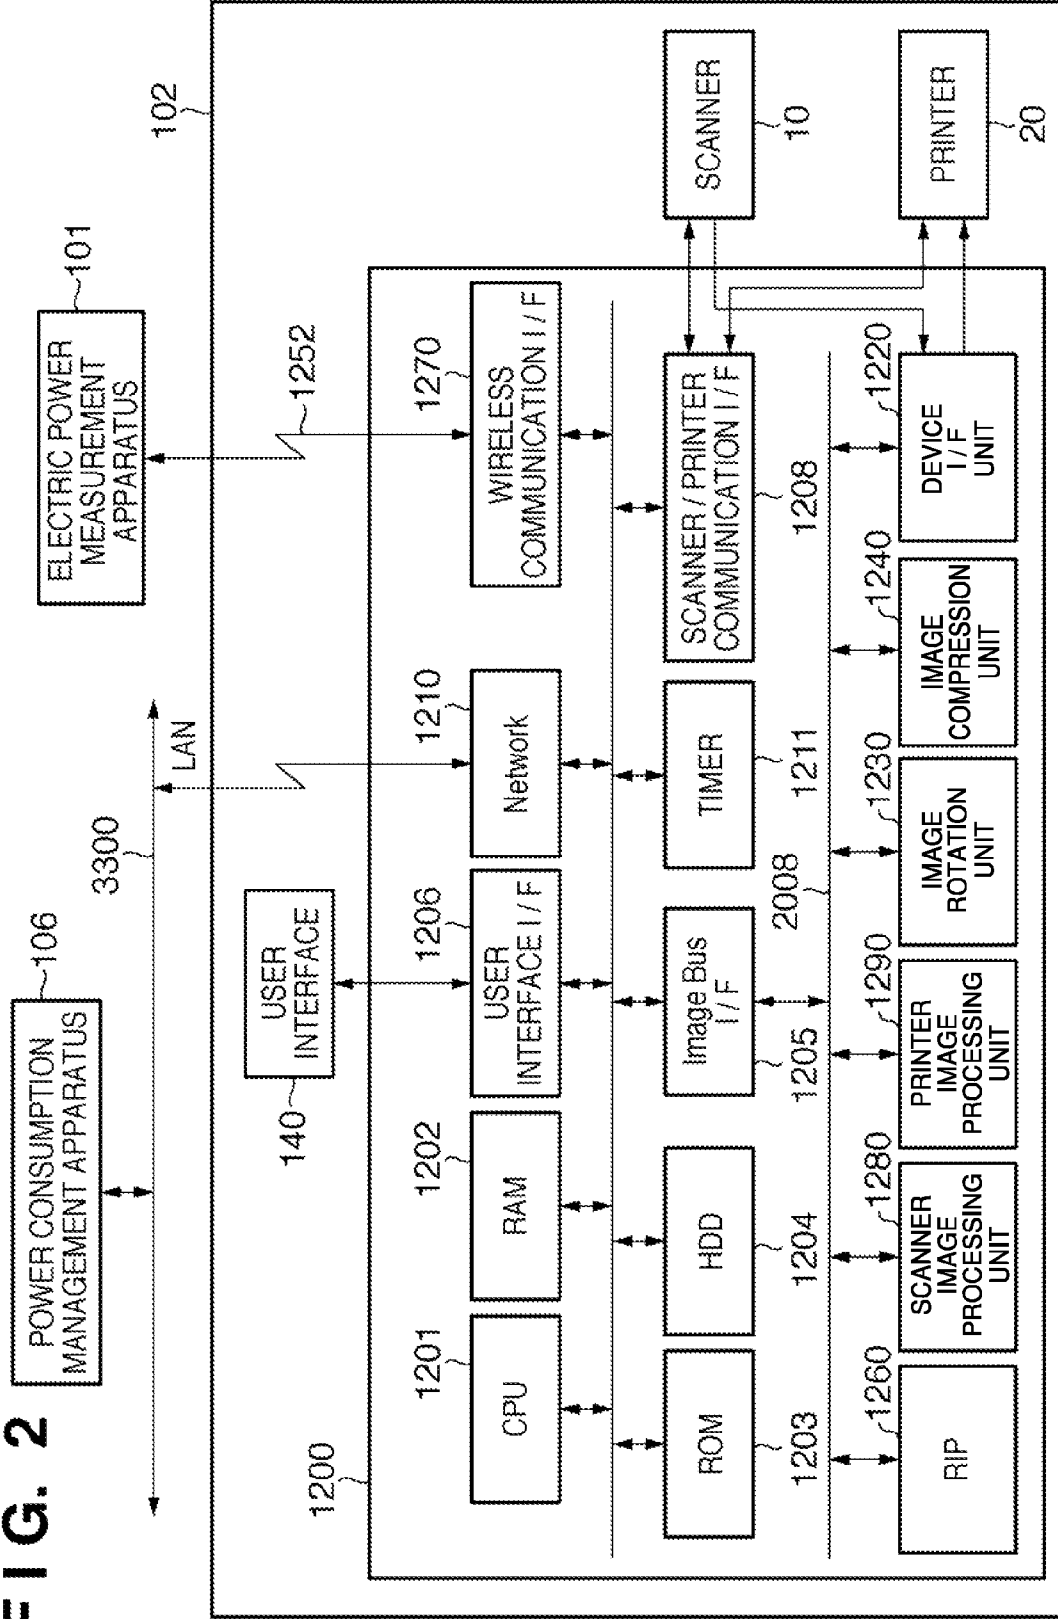 FIG. 2
POWER CONSUMPTION
MANAGEMENT APPARATUS
106
ELECTRIC POWER
MEASUREMENT
APPARATUS
101
3300
LAN
102
USER
INTERFACE
140
1252
1200
1201
CPU
1202
RAM
1206
USER
INTERFACE I/F
1210
Network
1270
WIRELESS
COMMUNICATION I/F
ROM
1203
HDD
1204
Image Bus
I/F
1205
TIMER
1211
SCANNER/PRINTER
COMMUNICATION I/F
1208
SCANNER
10
2008
1260
RIP
1280
SCANNER
IMAGE
PROCESSING
UNIT
1290
PRINTER
IMAGE
PROCESSING
UNIT
1230
IMAGE
ROTATION
UNIT
1240
IMAGE
COMPRESSION
UNIT
1220
DEVICE
I/F
UNIT
PRINTER
20